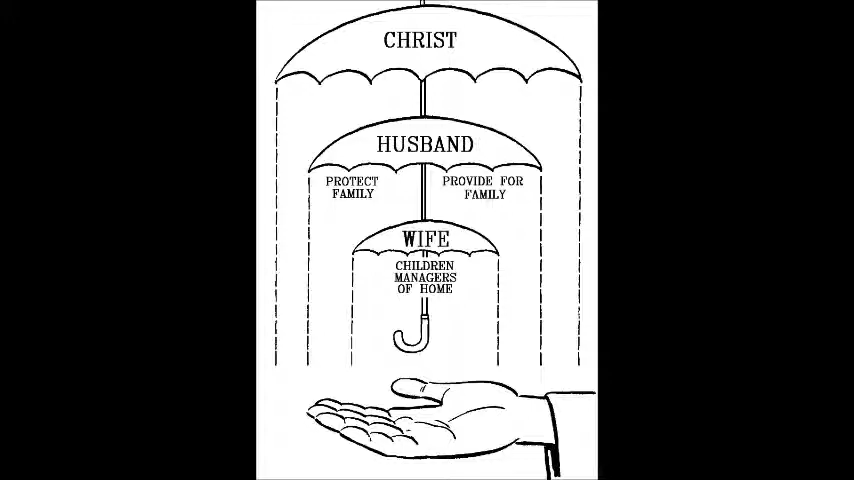 CHRIST
HUSBAND
PROTECT
FAMILY
PROVIDE FOR
FAMILY
WIFE
CHILDREN
MANAGERS
OF HOME